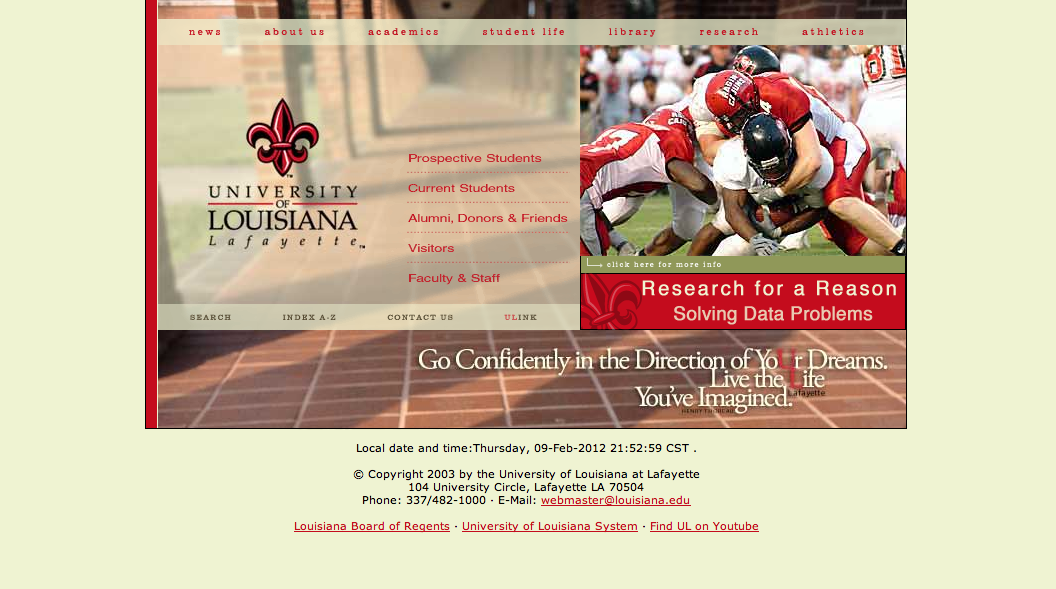 news about us academics student life library research athletics
RAGIN CAJUNS
81
Prospective Students
Current Students
Alumni, Donors & Friends
Visitors
Faculty & Staff
UNIVERSITY
OF
LOUISIANA
Lafayette™
click here for more info
Research for a Reason
Solving Data Problems
SEARCH INDEX A-Z CONTACT US ULINK
Go Confidently in the Direction of YoUr Dreams.
Live the Life
Lafayette
You've Imagined.
HENRY THOREAU
Local date and time:Thursday, 09-Feb-2012 21:52:59 CST .
© Copyright 2003 by the University of Louisiana at Lafayette
104 University Circle, Lafayette LA 70504
Phone: 337/482-1000 · E-Mail: webmaster@louisiana.edu
Louisiana Board of Regents · University of Louisiana System · Find UL on Youtube